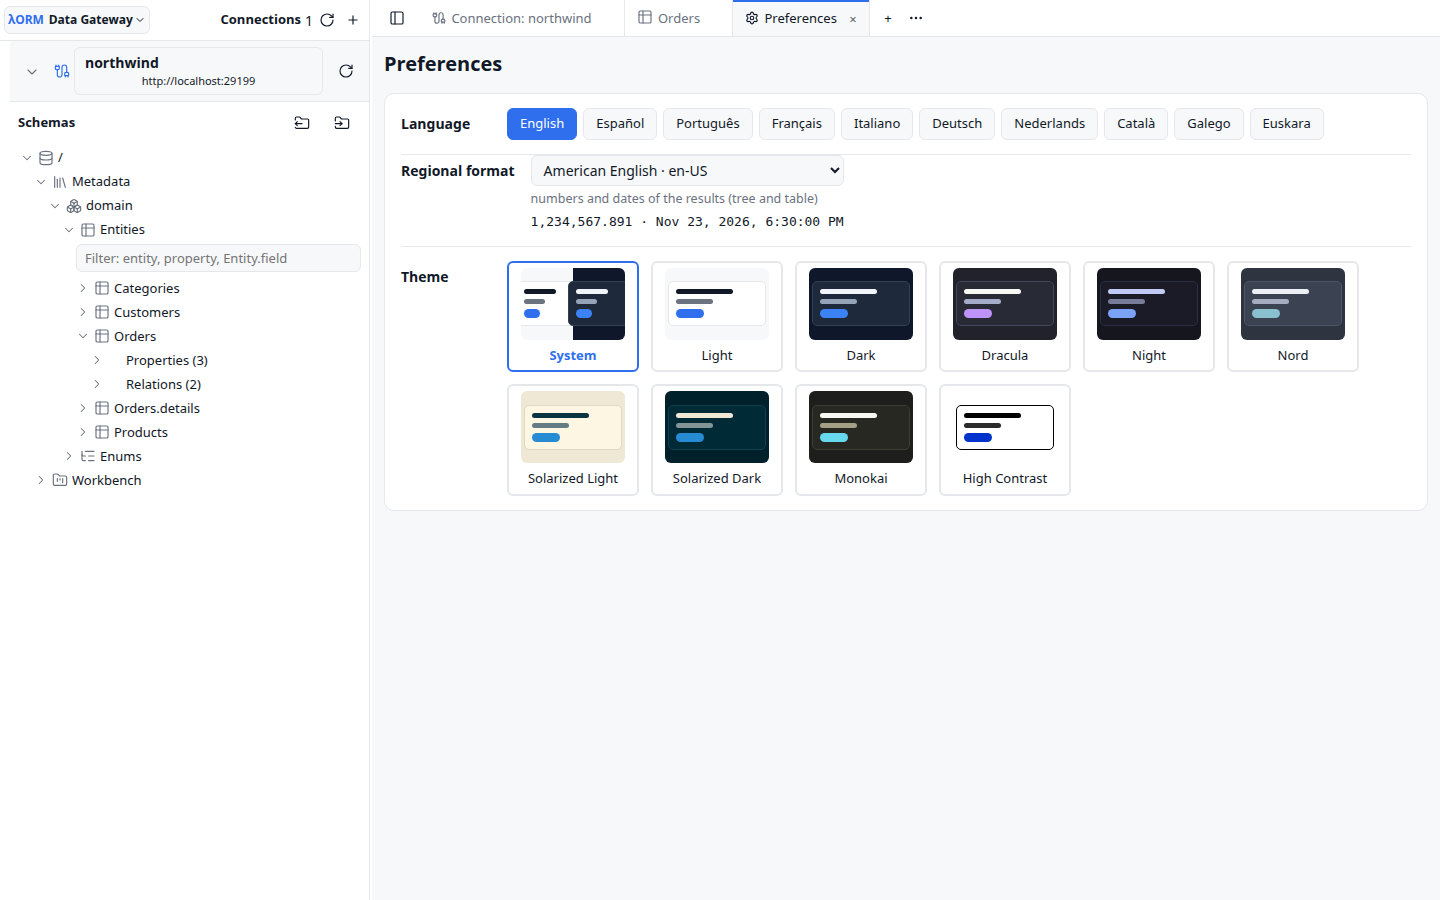 λORM Data Gateway
Connections 1
northwind
http://localhost:29199
Schemas
/
Metadata
domain
Entities
Filter: entity, property, Entity.field
Categories
Customers
Orders
Properties (3)
Relations (2)
Orders.details
Products
Enums
Workbench
Connection: northwind
Orders
Preferences ×
+
Preferences
Language
English Español Português Français Italiano Deutsch Nederlands Català Galego Euskara
Regional format
American English · en-US
numbers and dates of the results (tree and table)
1,234,567.891 · Nov 23, 2026, 6:30:45 PM
Theme
System Light Dark Dracula Night Nord
Solarized Light Solarized Dark Monokai High Contrast